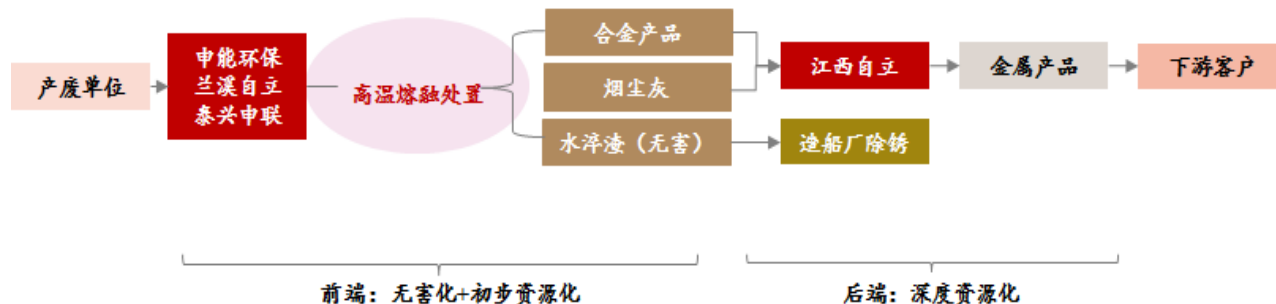 产废单位
申能环保
兰溪自立
泰兴申联
高温熔融处置
合金产品
烟尘灰
水淬渣（无害）
江西自立
造船厂除锈
金属产品
下游客户
前端：无害化+初步资源化
后端：深度资源化